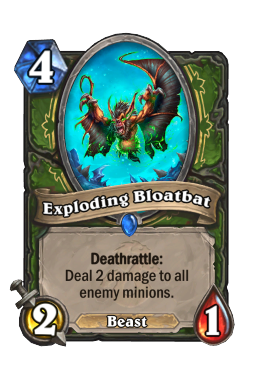 4
Exploding Bloatbat
Deathrattle:
Deal 2 damage to all
enemy minions.
2
Beast
1